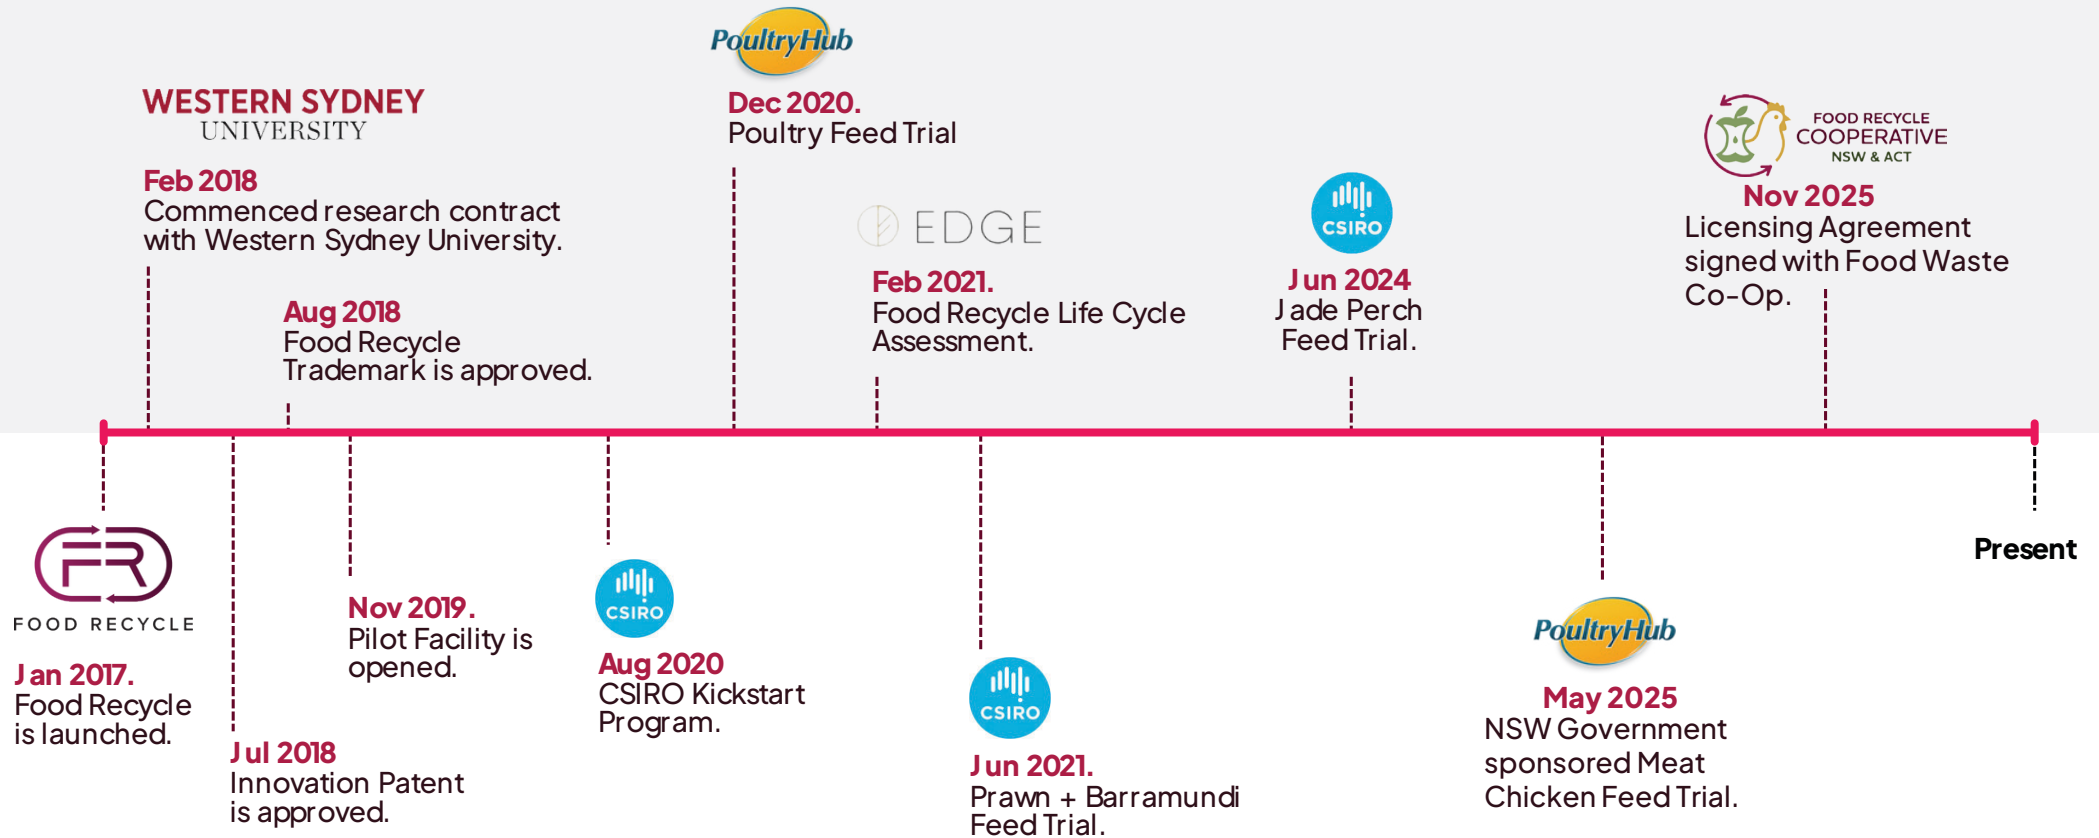 FOOD RECYCLE
Jan 2017.
Food Recycle
is launched.
WESTERN SYDNEY
UNIVERSITY
Feb 2018
Commenced research contract
with Western Sydney University.
Jul 2018
Innovation Patent
is approved.
Aug 2018
Food Recycle
Trademark is approved.
Nov 2019.
Pilot Facility is
opened.
CSIRO
Aug 2020
CSIRO Kickstart
Program.
PoultryHub
Dec 2020.
Poultry Feed Trial
EDGE
Feb 2021.
Food Recycle Life Cycle
Assessment.
CSIRO
Jun 2021.
Prawn + Barramundi
Feed Trial.
CSIRO
Jun 2024
Jade Perch
Feed Trial.
PoultryHub
May 2025
NSW Government
sponsored Meat
Chicken Feed Trial.
FOOD RECYCLE
COOPERATIVE
NSW & ACT
Nov 2025
Licensing Agreement
signed with Food Waste
Co-Op.
Present